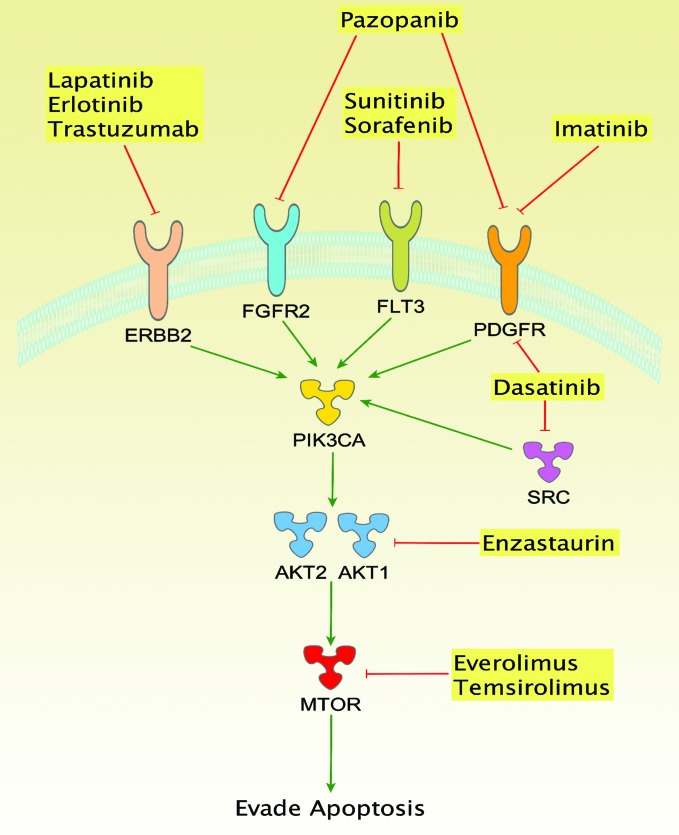 Pazopanib
Lapatinib
Erlotinib
Trastuzumab
Sunitinib
Sorafenib
Imatinib
ERBB2
FGFR2
FLT3
PDGFR
Dasatinib
PIK3CA
SRC
Enzastaurin
AKT2 AKT1
Everolimus
Temsirolimus
MTOR
Evade Apoptosis